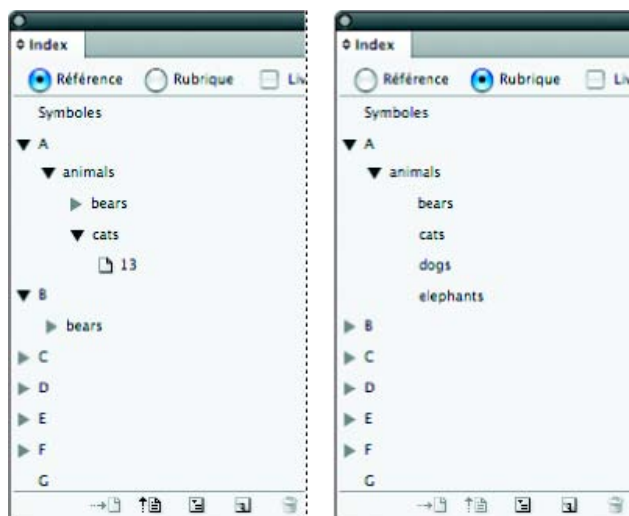 Index
Référence Rubrique
Symboles
A
animals
bears
cats
13
B
bears
C
D
E
F
G
Index
Référence Rubrique
Symboles
A
animals
bears
cats
dogs
elephants
B
C
D
E
F
G